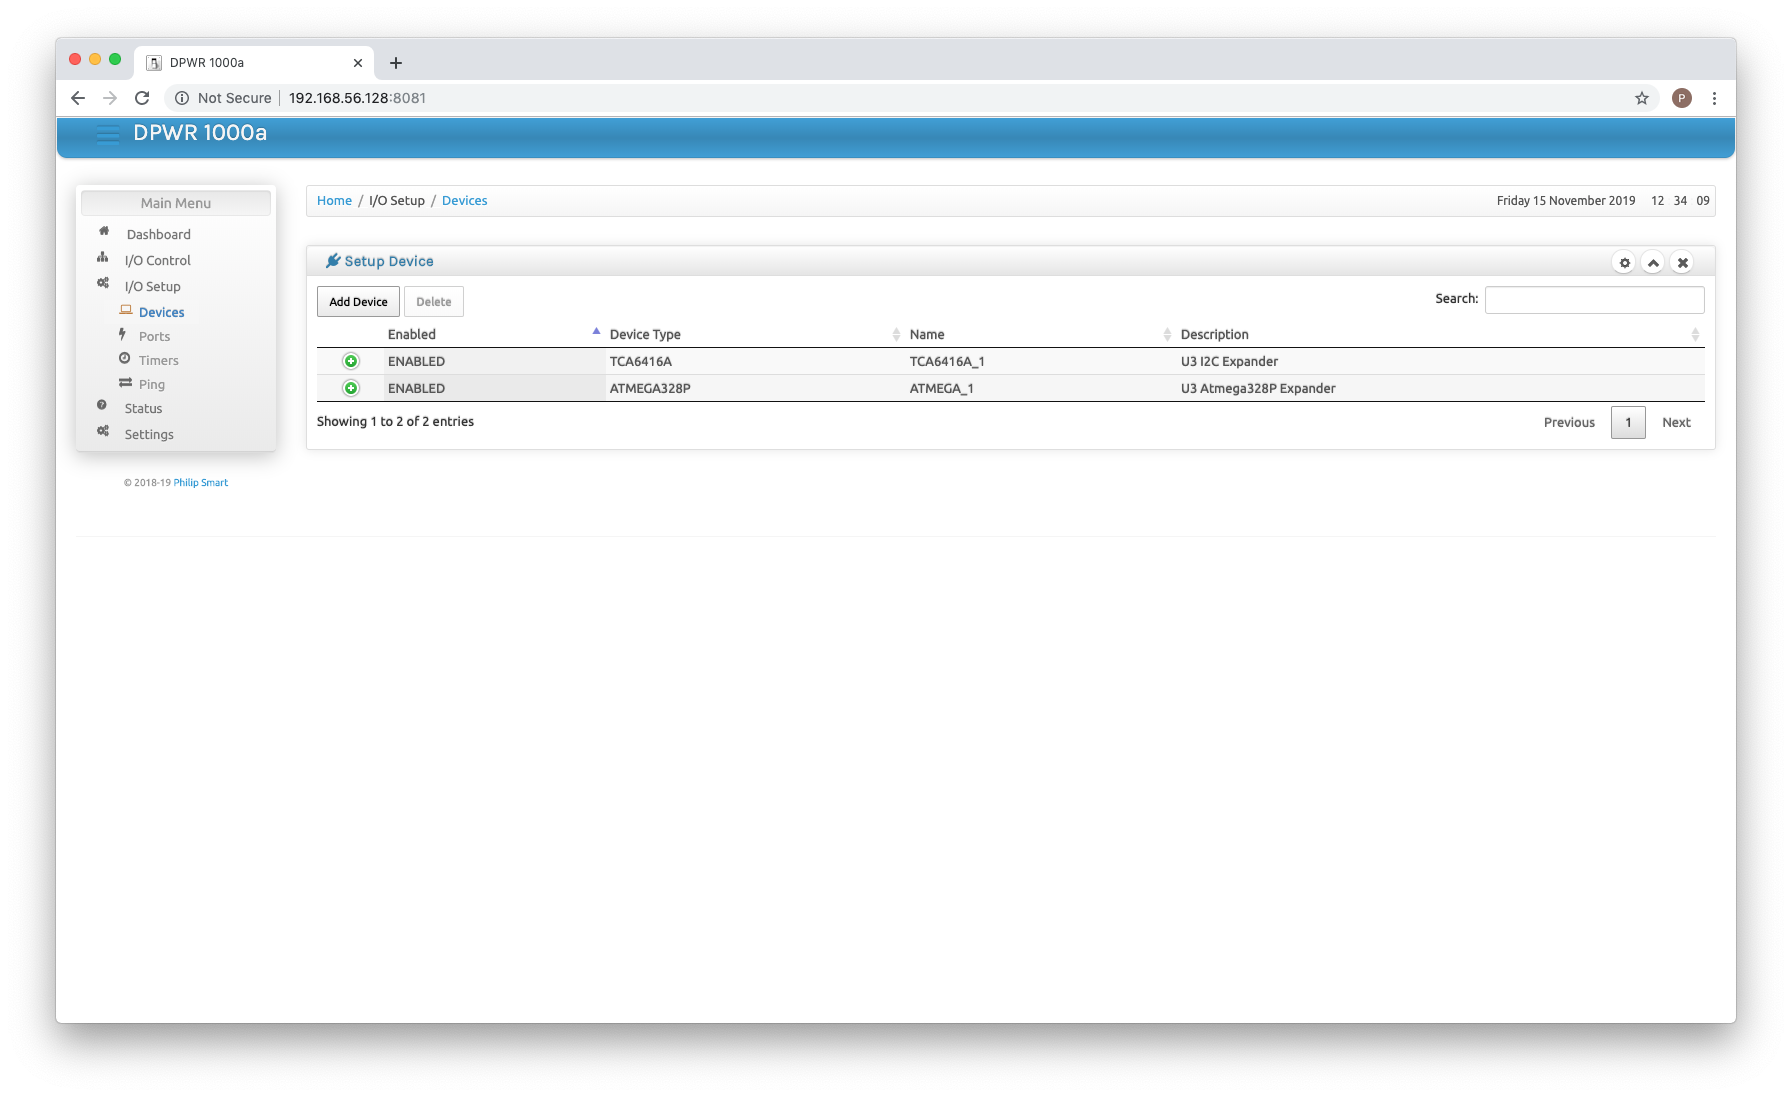 DPWR 1000a
Not Secure 192.168.56.128:8081
P
DPWR 1000a
Main Menu
Dashboard
I/O Control
I/O Setup
Devices
Ports
Timers
Ping
Status
Settings
© 2018-19 Philip Smart
Home / I/O Setup / Devices
Friday 15 November 2019 12 34 09
Setup Device
Add Device Delete
Search:
Enabled Device Type Name Description
ENABLED TCA6416A TCA6416A_1 U3 I2C Expander
ENABLED ATMEGA328P ATMEGA_1 U3 Atmega328P Expander
Showing 1 to 2 of 2 entries
Previous 1 Next